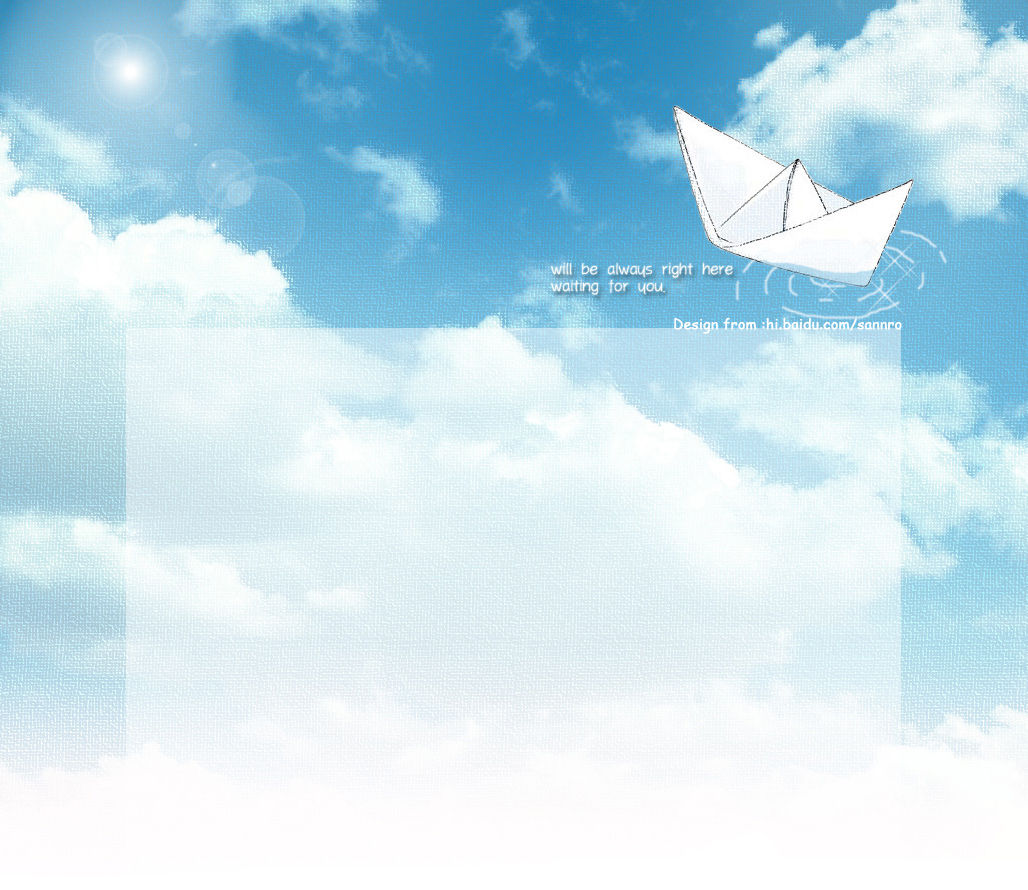 will be always right here
waiting for you.
Design from :hi.baidu.com/sannro